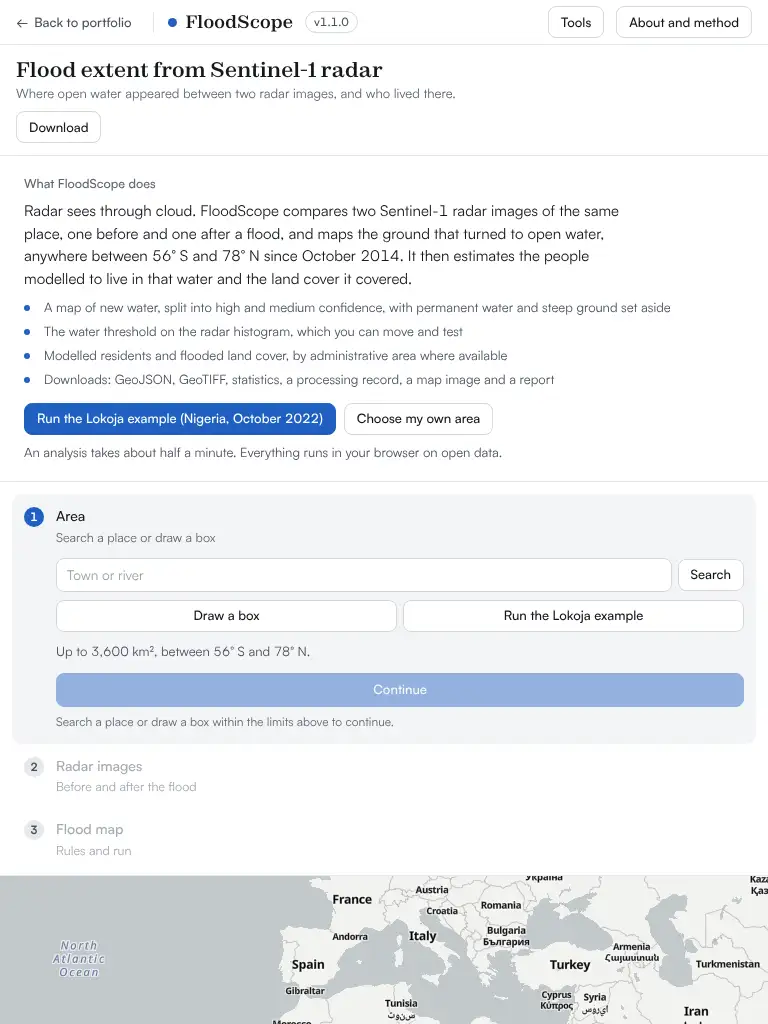 ← Back to portfolio
FloodScope
v1.1.0
Tools
About and method
Flood extent from Sentinel-1 radar
Where open water appeared between two radar images, and who lived there.
Download
What FloodScope does
Radar sees through cloud. FloodScope compares two Sentinel-1 radar images of the same
place, one before and one after a flood, and maps the ground that turned to open water,
anywhere between 56° S and 78° N since October 2014. It then estimates the people
modelled to live in that water and the land cover it covered.
A map of new water, split into high and medium confidence, with permanent water and steep ground set aside
The water threshold on the radar histogram, which you can move and test
Modelled residents and flooded land cover, by administrative area where available
Downloads: GeoJSON, GeoTIFF, statistics, a processing record, a map image and a report
Run the Lokoja example (Nigeria, October 2022)
Choose my own area
An analysis takes about half a minute. Everything runs in your browser on open data.
1
Area
Search a place or draw a box
Town or river
Search
Draw a box
Run the Lokoja example
Up to 3,600 km², between 56° S and 78° N.
Continue
Search a place or draw a box within the limits above to continue.
2
Radar images
Before and after the flood
3
Flood map
Rules and run
Україна
France
Austria
Croatia
Romania
Andorra
Italy
Bulgaria
България
North
Atlantic
Ocean
Spain
Turkey
Armenia
Հայաստան
Turkmenistan
Gibraltar
Tunisia
تونس
Cyprus
Κύπρος
Syria
Iran
Morocco